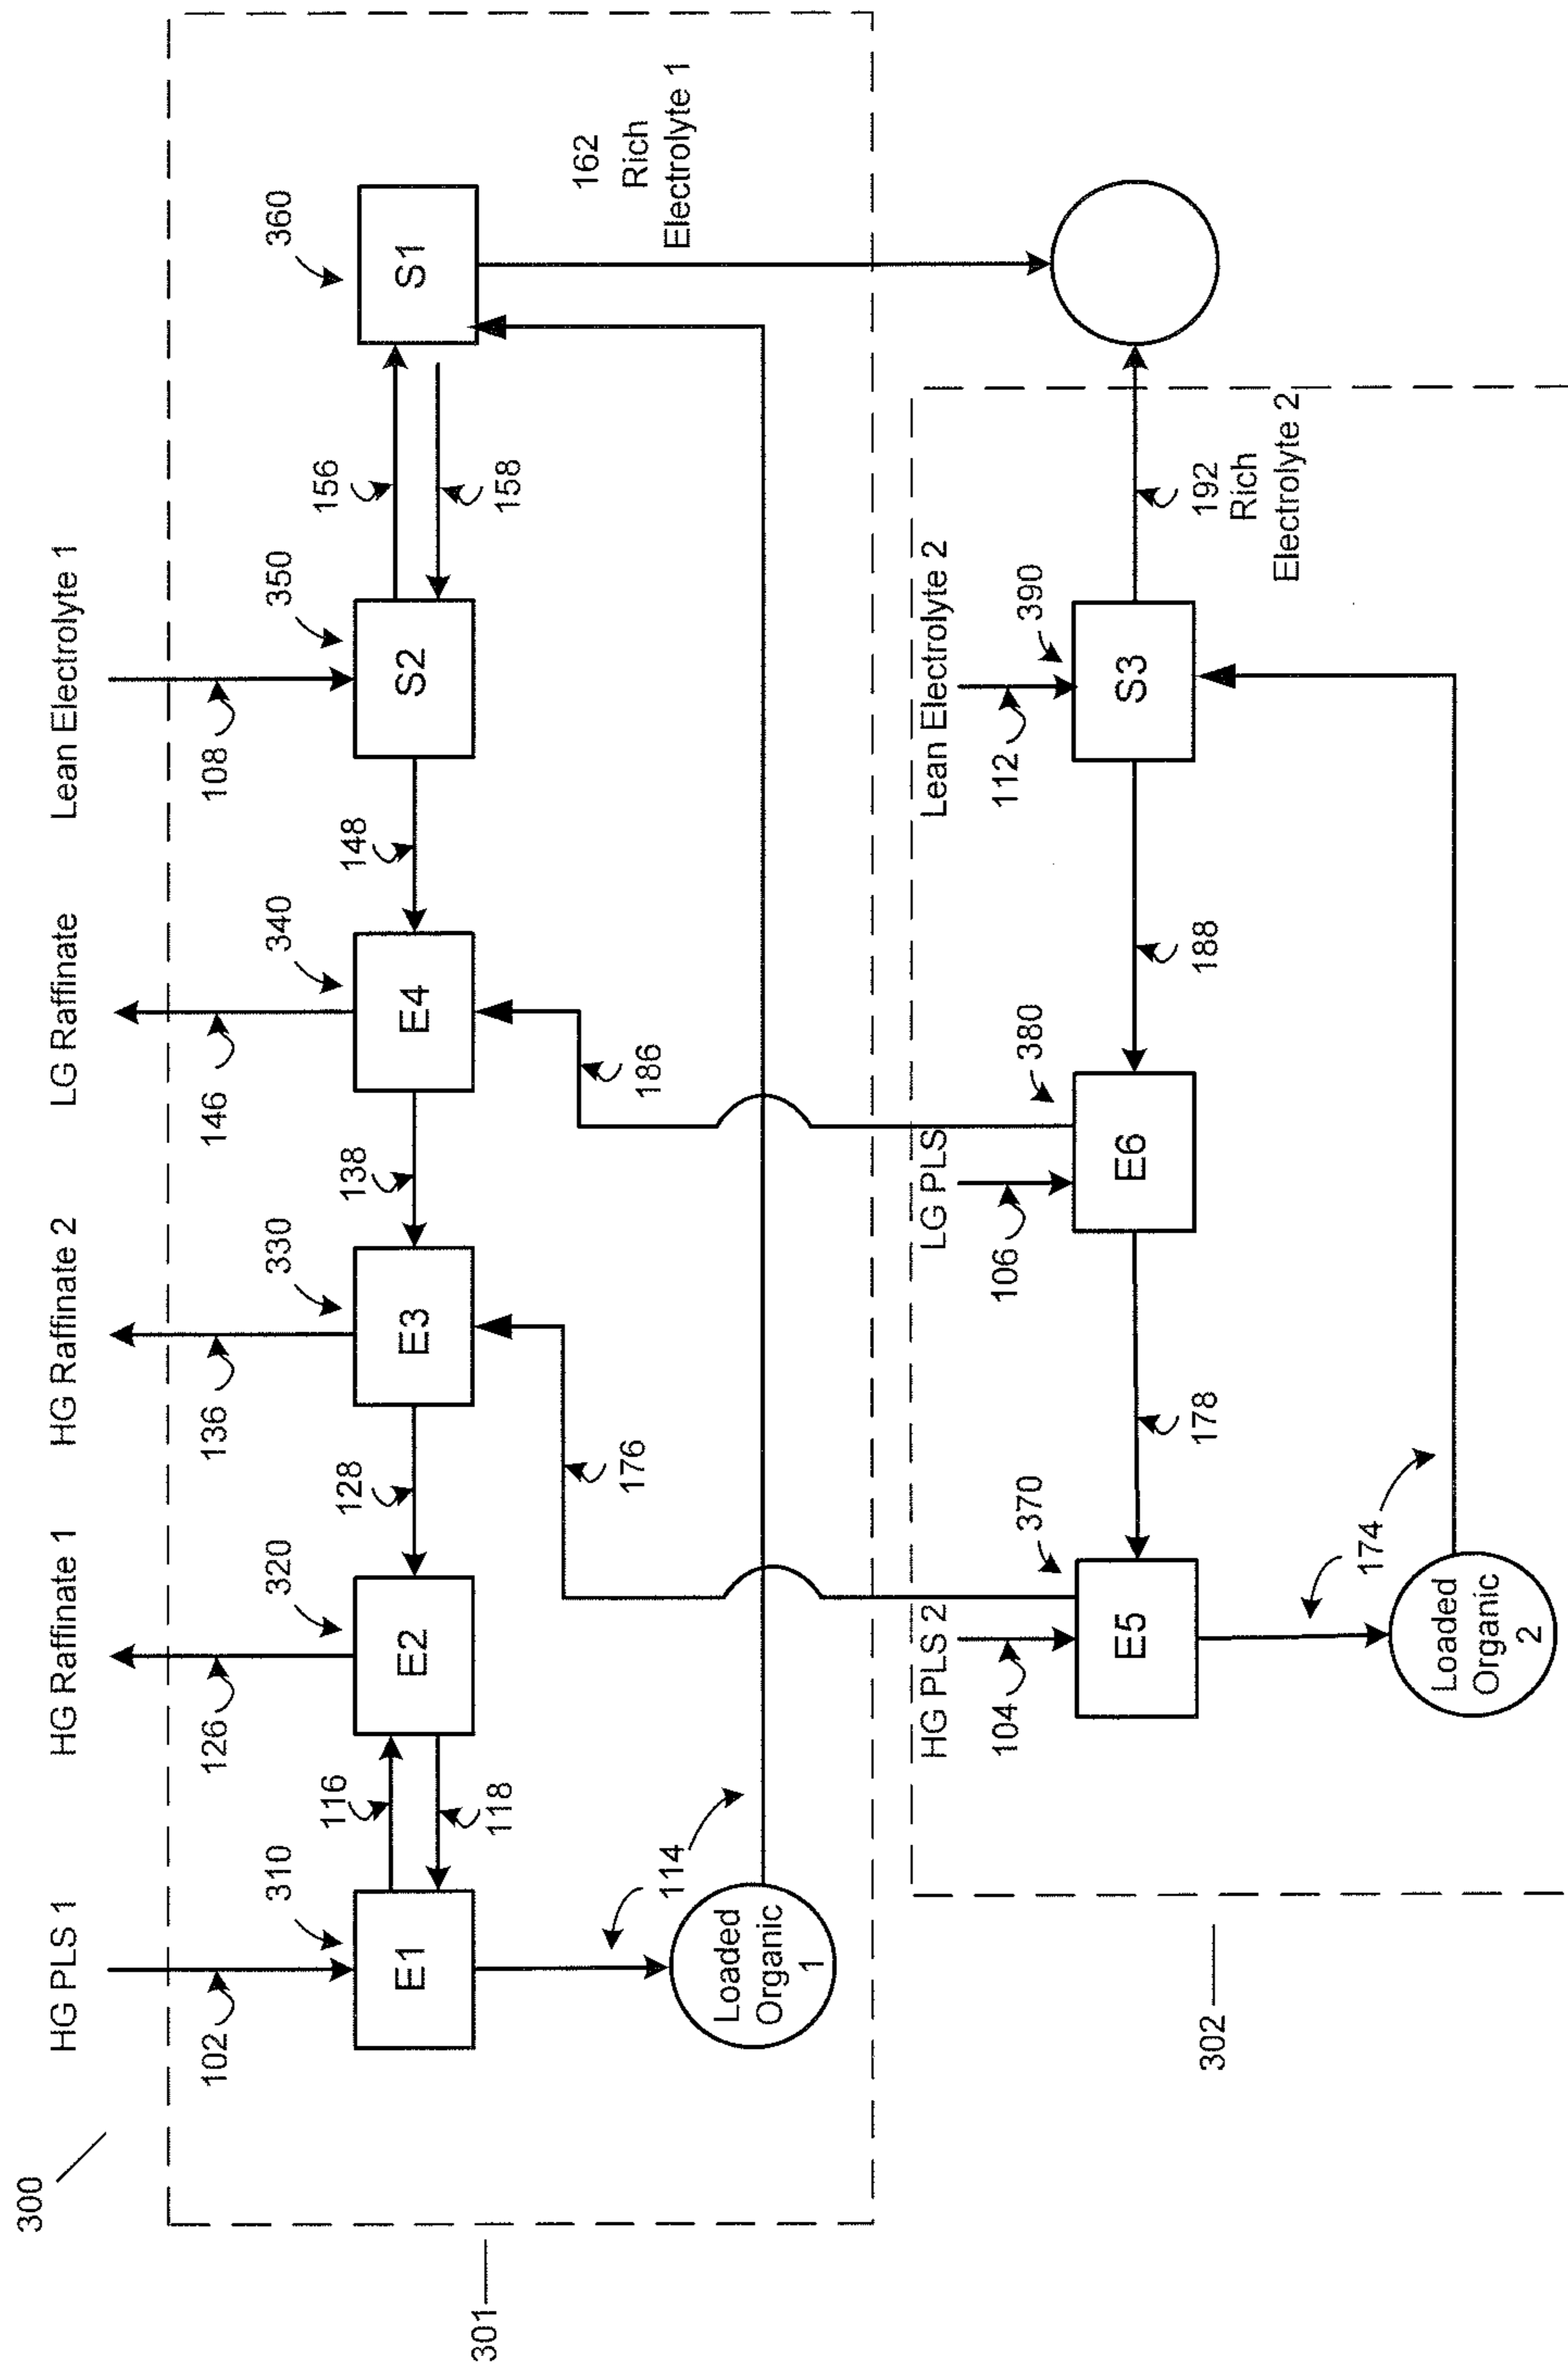 300
HG PLS 1
HG Raffinate 1
HG Raffinate 2
LG Raffinate
Lean Electrolyte 1
102
126
136
146
108
310
320
330
340
350
360
E1
E2
E3
E4
S2
S1
116
118
128
138
148
156
158
162
Rich
Electrolyte 1
114
Loaded
Organic
1
176
186
301
HG PLS 2
LG PLS
Lean Electrolyte 2
104
106
112
370
380
390
E5
E6
S3
178
188
192
Rich
Electrolyte 2
174
Loaded
Organic
2
302